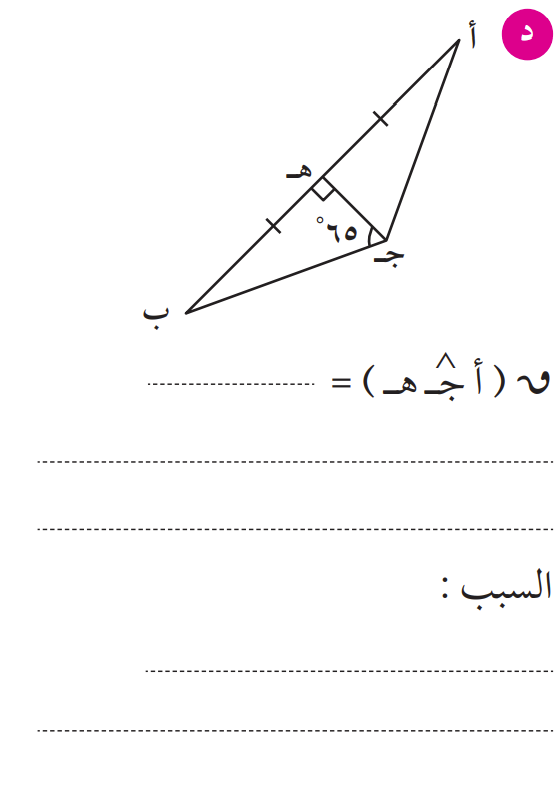 د
أ
هـ
٦٥°
جـ
ب
ق ( أ جـ̂ هـ ) =
السبب :